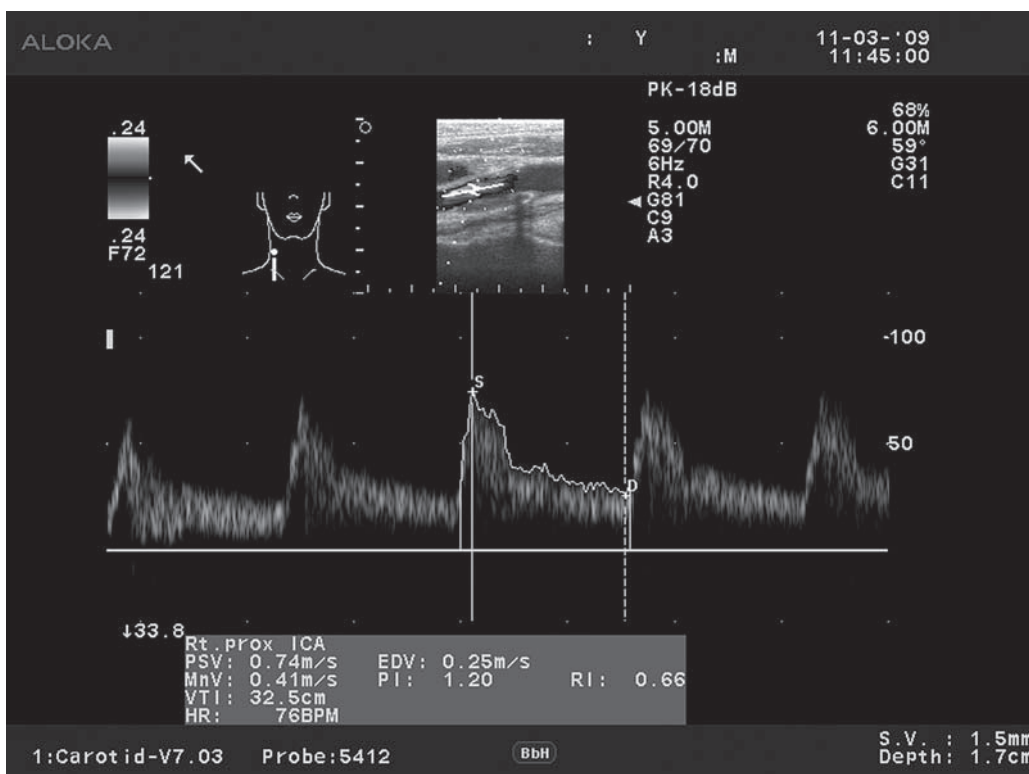 ALOKA
: Y 11-03-'09
:M 11:45:00
PK-18dB
68%
5.00M 6.00M
69/70 59°
6Hz G31
R4.0 C11
G81
C9
A3
.24
.24
F72
121
100
S
50
D
↓33.8
Rt.prox ICA
PSV: 0.74m/s EDV: 0.25m/s
MnV: 0.41m/s PI: 1.20 RI: 0.66
VTI: 32.5cm
HR: 76BPM
S.V. : 1.5mm
1:Carotid-V7.03 Probe:5412 BbH Depth: 1.7cm